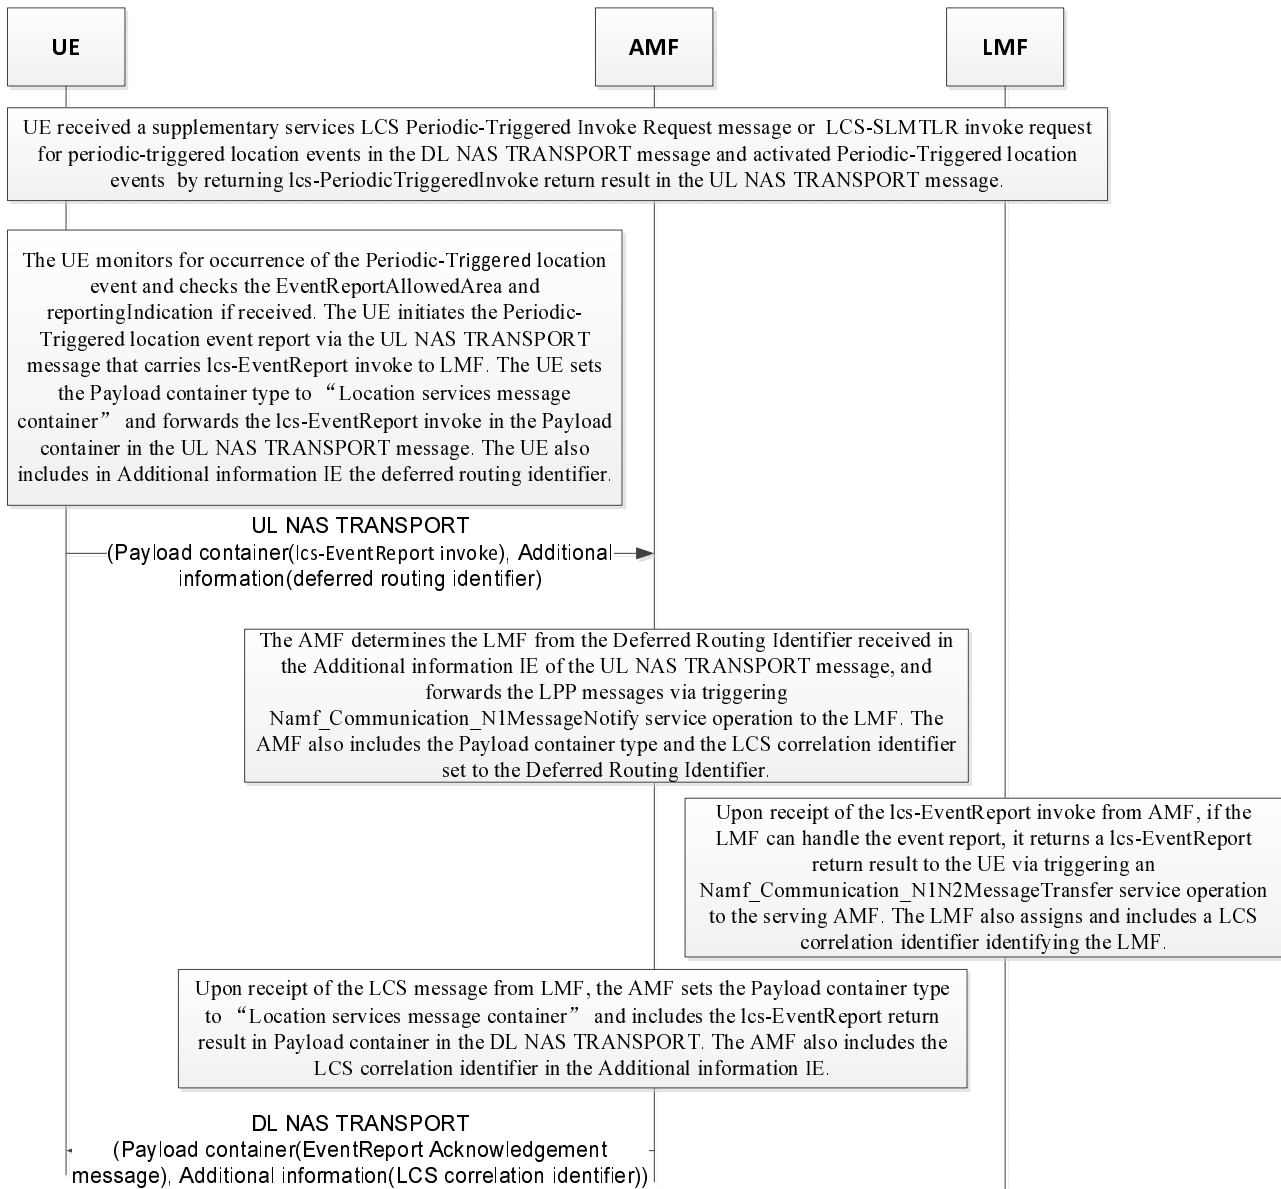 UE
AMF
LMF
UE received a supplementary services LCS Periodic-Triggered Invoke Request message or LCS-SLMTLR invoke request
for periodic-triggered location events in the DL NAS TRANSPORT message and activated Periodic-Triggered location
events by returning lcs-PeriodicTriggeredInvoke return result in the UL NAS TRANSPORT message.
The UE monitors for occurrence of the Periodic-Triggered location
event and checks the EventReportAllowedArea and
reportingIndication if received. The UE initiates the Periodic-
Triggered location event report via the UL NAS TRANSPORT
message that carries lcs-EventReport invoke to LMF. The UE sets
the Payload container type to “Location services message
container” and forwards the lcs-EventReport invoke in the Payload
container in the UL NAS TRANSPORT message. The UE also
includes in Additional information IE the deferred routing identifier.
UL NAS TRANSPORT
(Payload container(lcs-EventReport invoke), Additional
information(deferred routing identifier)
The AMF determines the LMF from the Deferred Routing Identifier received in
the Additional information IE of the UL NAS TRANSPORT message, and
forwards the LPP messages via triggering
Namf_Communication_N1MessageNotify service operation to the LMF. The
AMF also includes the Payload container type and the LCS correlation identifier
set to the Deferred Routing Identifier.
Upon receipt of the lcs-EventReport invoke from AMF, if the
LMF can handle the event report, it returns a lcs-EventReport
return result to the UE via triggering an
Namf_Communication_N1N2MessageTransfer service operation
to the serving AMF. The LMF also assigns and includes a LCS
correlation identifier identifying the LMF.
Upon receipt of the LCS message from LMF, the AMF sets the Payload container type
to “Location services message container” and includes the lcs-EventReport return
result in Payload container in the DL NAS TRANSPORT. The AMF also includes the
LCS correlation identifier in the Additional information IE.
DL NAS TRANSPORT
(Payload container(EventReport Acknowledgement
message), Additional information(LCS correlation identifier))